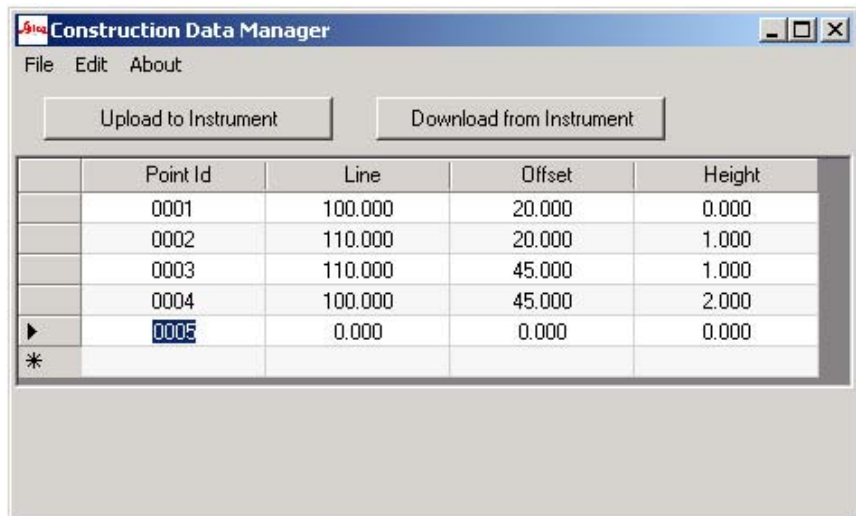 Construction Data Manager
File Edit About
Upload to Instrument Download from Instrument
Point Id Line Offset Height
0001 100.000 20.000 0.000
0002 110.000 20.000 1.000
0003 110.000 45.000 1.000
0004 100.000 45.000 2.000
0005 0.000 0.000 0.000